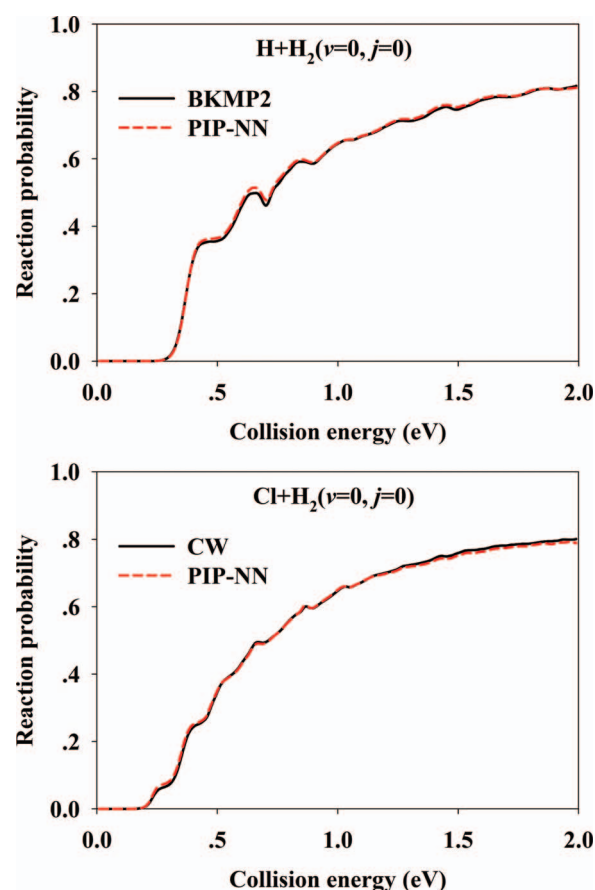 1.0
H+H2(v=0, j=0)
BKMP2
PIP-NN
.8
.6
.4
.2
0.0
Reaction probability
0.0 .5 1.0 1.5 2.0
Collision energy (eV)
1.0
Cl+H2(v=0, j=0)
CW
PIP-NN
.8
.6
.4
.2
0.0
Reaction probability
0.0 .5 1.0 1.5 2.0
Collision energy (eV)